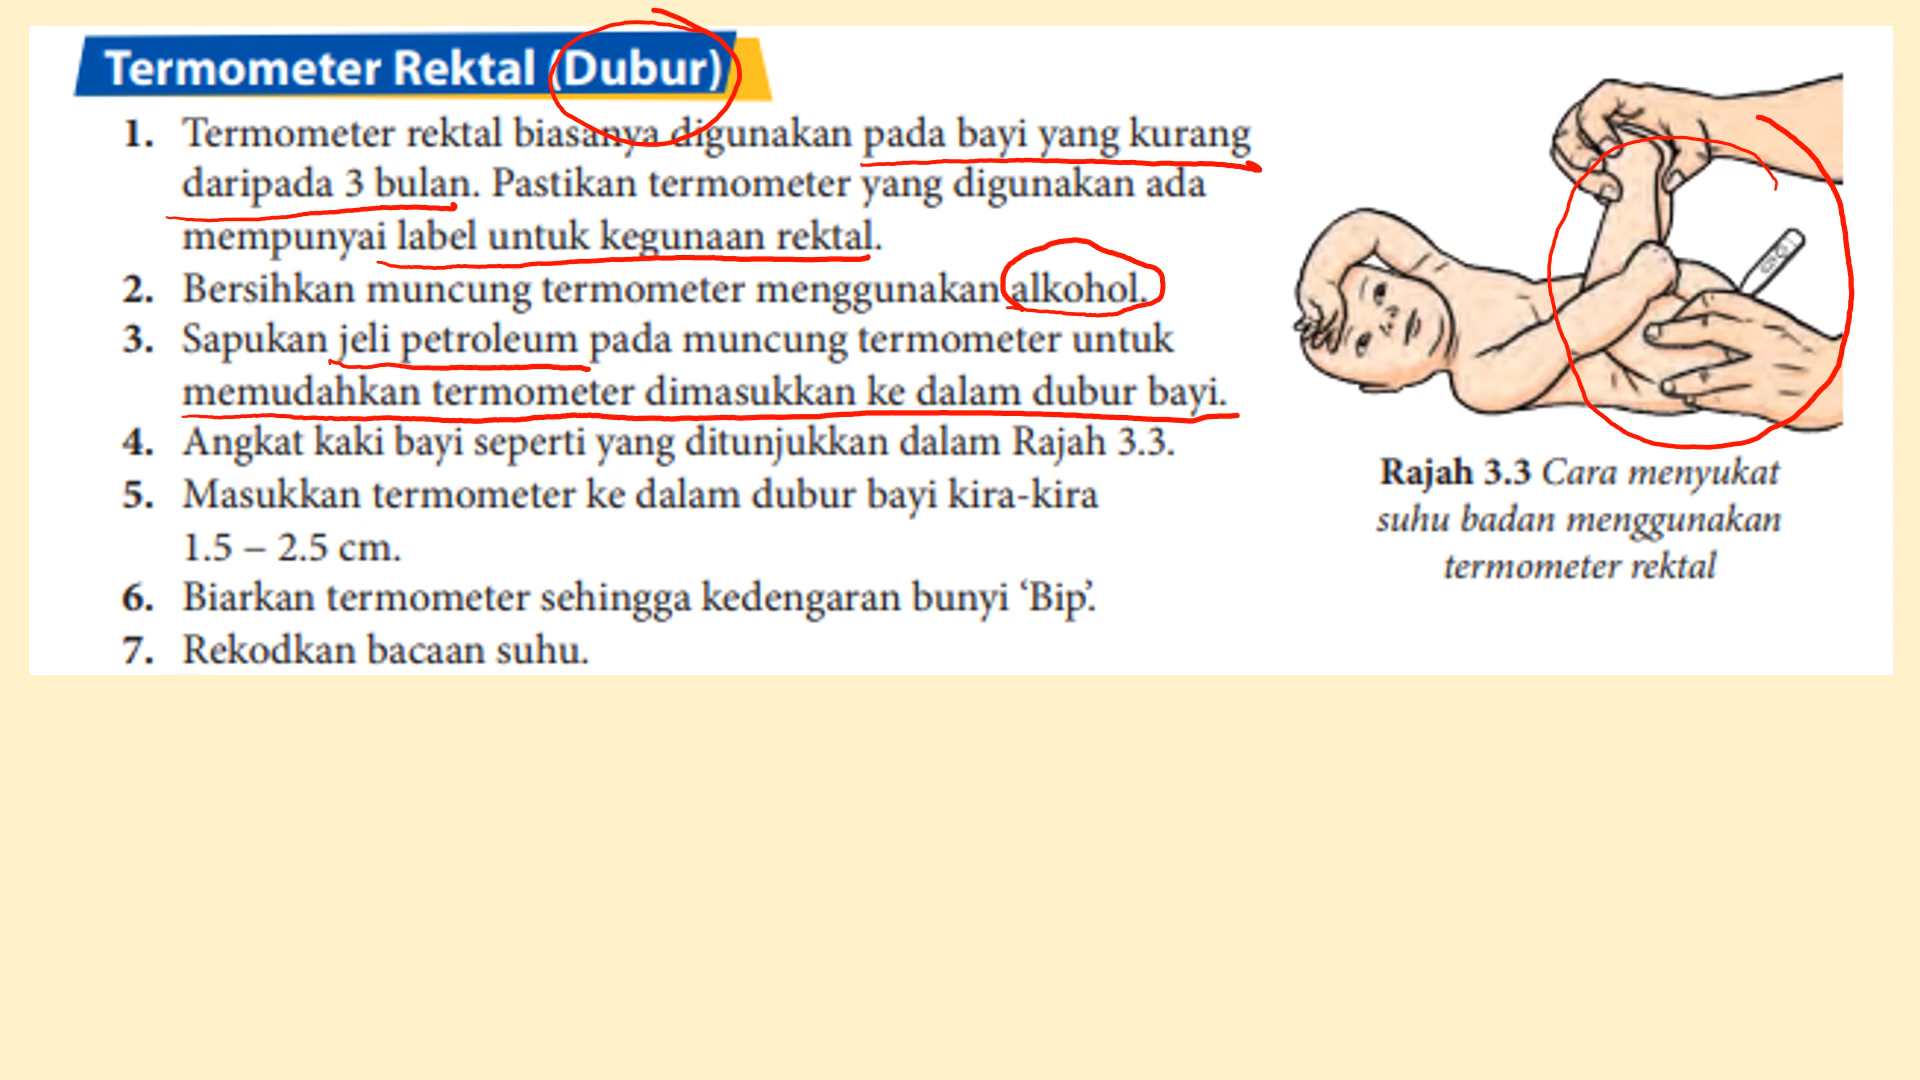 Termometer Rektal (Dubur)
1. Termometer rektal biasanya digunakan pada bayi yang kurang
daripada 3 bulan. Pastikan termometer yang digunakan ada
mempunyai label untuk kegunaan rektal.
2. Bersihkan muncung termometer menggunakan alkohol.
3. Sapukan jeli petroleum pada muncung termometer untuk
memudahkan termometer dimasukkan ke dalam dubur bayi.
4. Angkat kaki bayi seperti yang ditunjukkan dalam Rajah 3.3.
5. Masukkan termometer ke dalam dubur bayi kira-kira
1.5 – 2.5 cm.
6. Biarkan termometer sehingga kedengaran bunyi ‘Bip’.
7. Rekodkan bacaan suhu.
Rajah 3.3 Cara menyukat
suhu badan menggunakan
termometer rektal